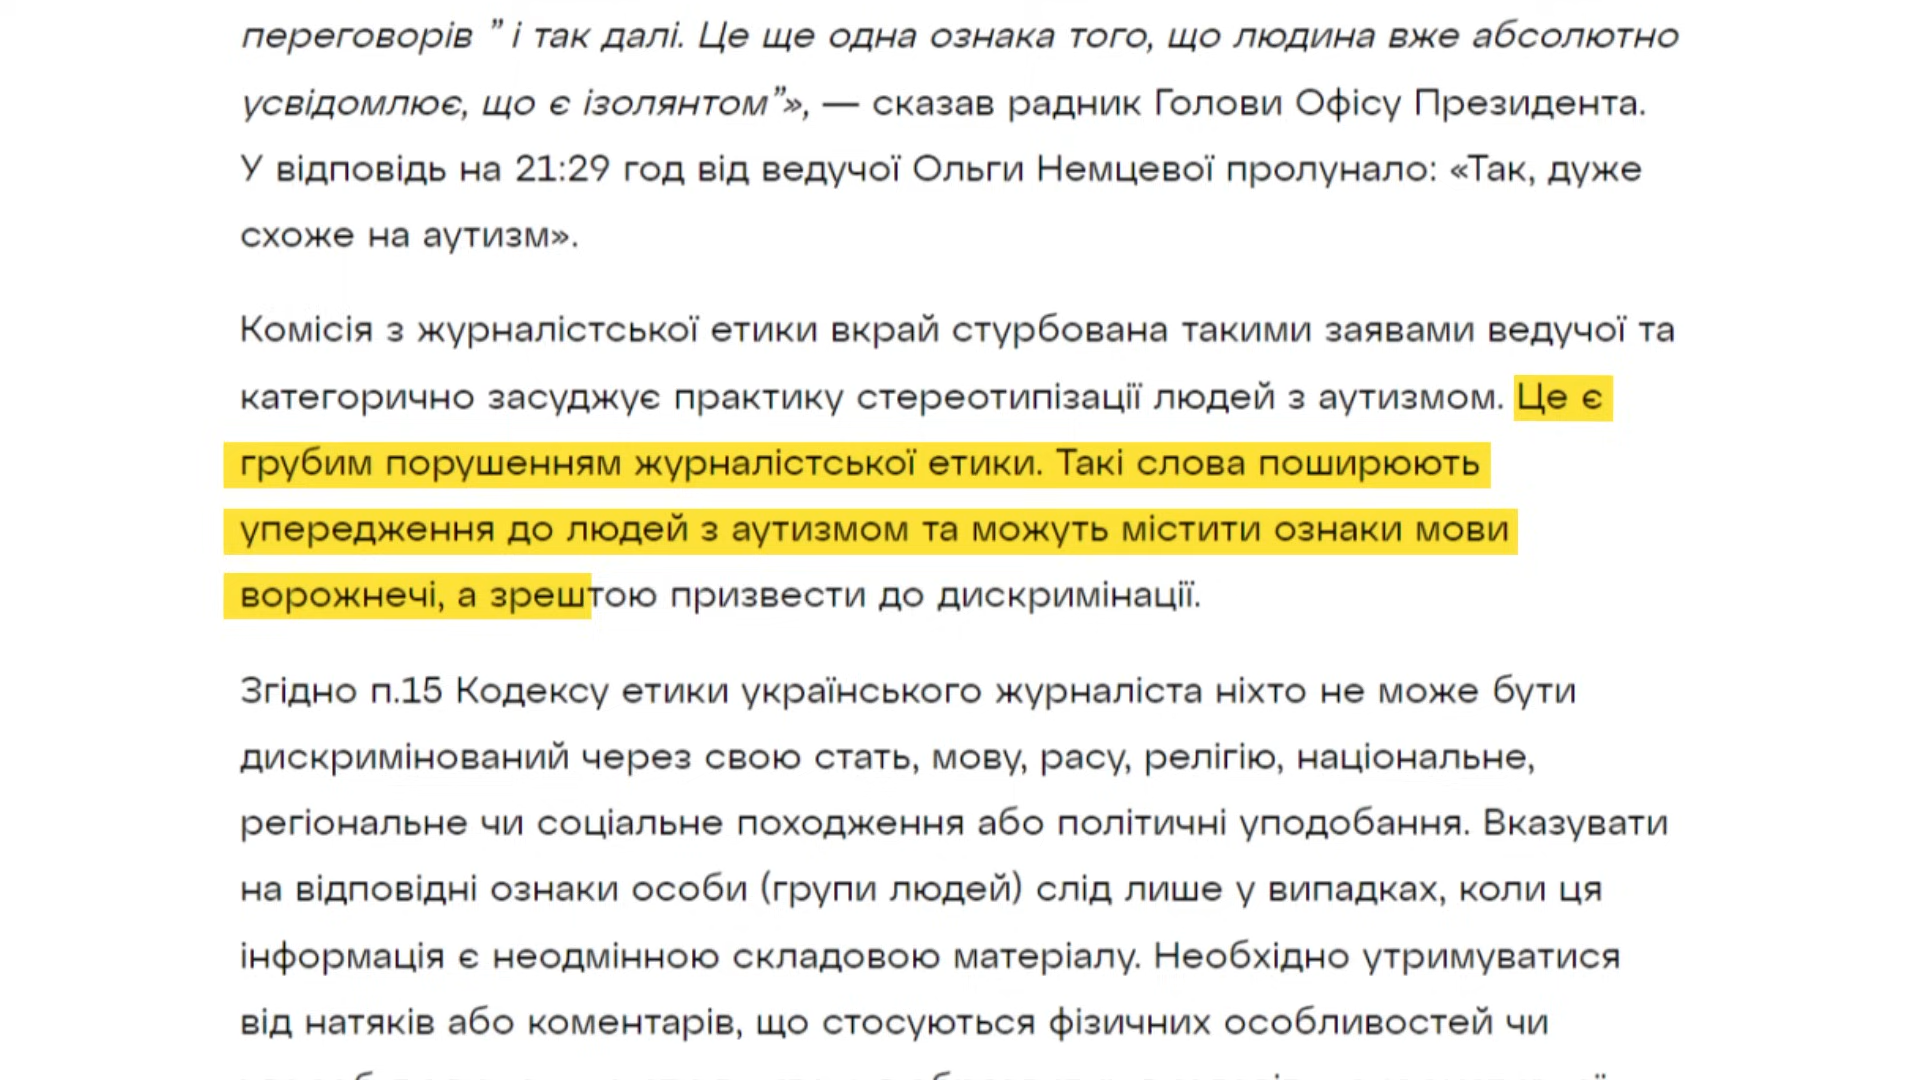 переговорів ” і так далі. Це ще одна ознака того, що людина вже абсолютно
усвідомлює, що є ізолянтом”», — сказав радник Голови Офісу Президента.
У відповідь на 21:29 год від ведучої Ольги Немцевої пролунало: «Так, дуже
схоже на аутизм».
Комісія з журналістської етики вкрай стурбована такими заявами ведучої та
категорично засуджує практику стереотипізації людей з аутизмом. Це є
грубим порушенням журналістської етики. Такі слова поширюють
упередження до людей з аутизмом та можуть містити ознаки мови
ворожнечі, а зрештою призвести до дискримінації.
Згідно п.15 Кодексу етики українського журналіста ніхто не може бути
дискримінований через свою стать, мову, расу, релігію, національне,
регіональне чи соціальне походження або політичні уподобання. Вказувати
на відповідні ознаки особи (групи людей) слід лише у випадках, коли ця
інформація є неодмінною складовою матеріалу. Необхідно утримуватися
від натяків або коментарів, що стосуються фізичних особливостей чи